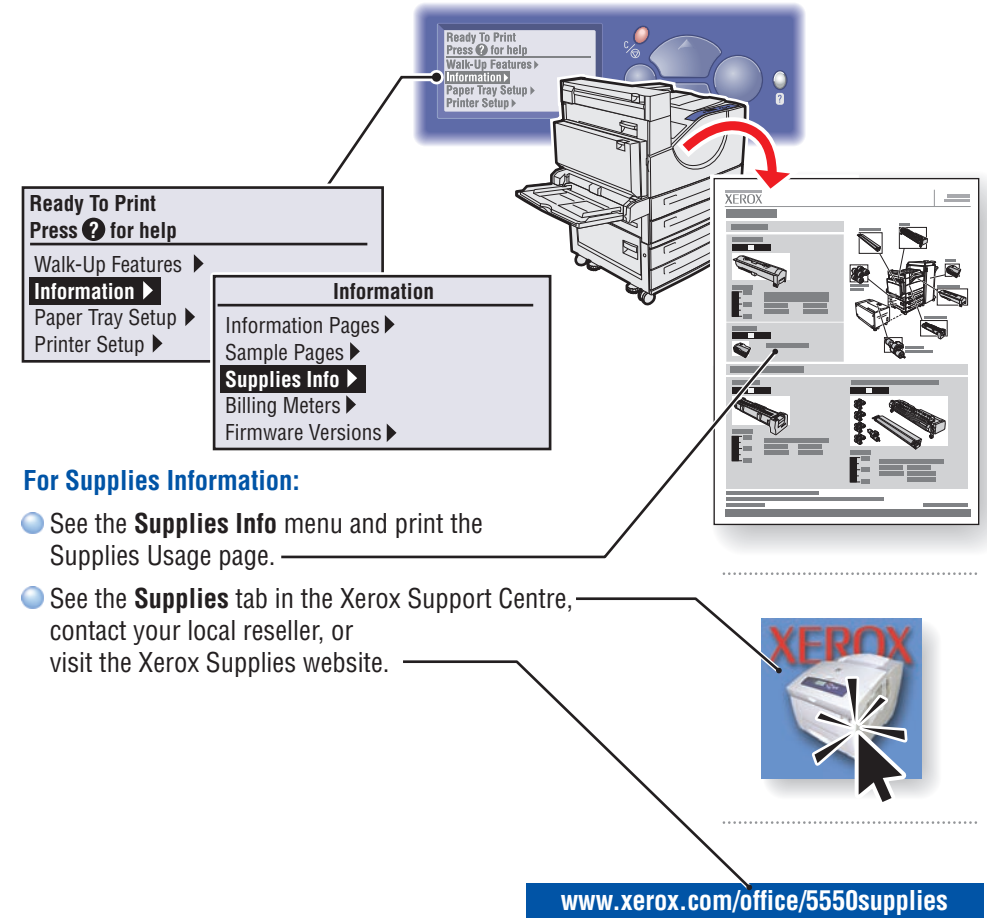 Ready To Print
Press ? for help
Walk-Up Features
Information
Paper Tray Setup
Printer Setup
C/
?
Ready To Print
Press ? for help
Walk-Up Features
Information
Paper Tray Setup
Printer Setup
Information
Information Pages
Sample Pages
Supplies Info
Billing Meters
Firmware Versions
XEROX
For Supplies Information:
See the Supplies Info menu and print the
Supplies Usage page.
See the Supplies tab in the Xerox Support Centre,
contact your local reseller, or
visit the Xerox Supplies website.
XEROX
www.xerox.com/office/5550supplies